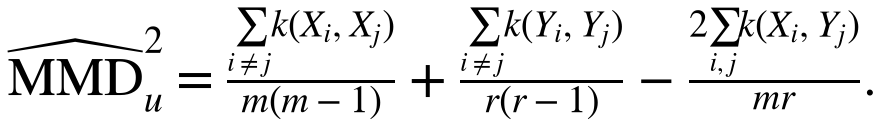 $\widehat{\mathrm{MMD}}_u^2 = \frac{\sum_{i \neq j} k(X_i, X_j)}{m(m-1)} + \frac{\sum_{i \neq j} k(Y_i, Y_j)}{r(r-1)} - \frac{2\sum_{i,j} k(X_i, Y_j)}{mr}.$